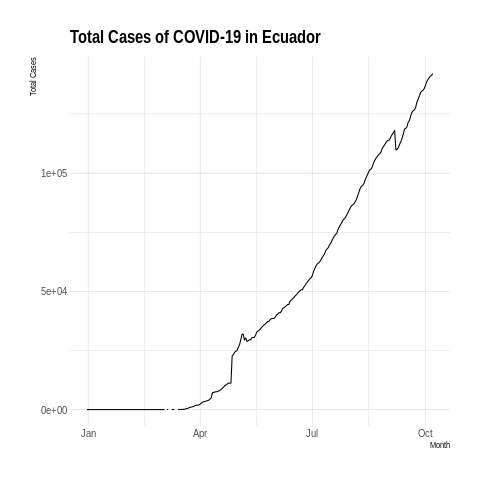 Total Cases of COVID-19 in Ecuador
Total Cases
1e+05
5e+04
0e+00
Jan Apr Jul Oct
Month